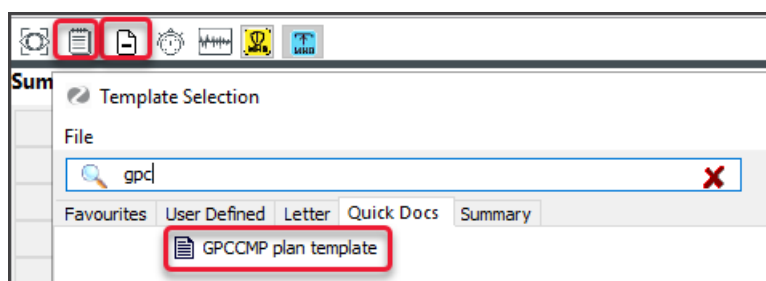 Sum
Template Selection
File
gpc
Favourites User Defined Letter Quick Docs Summary
GPCCMP plan template